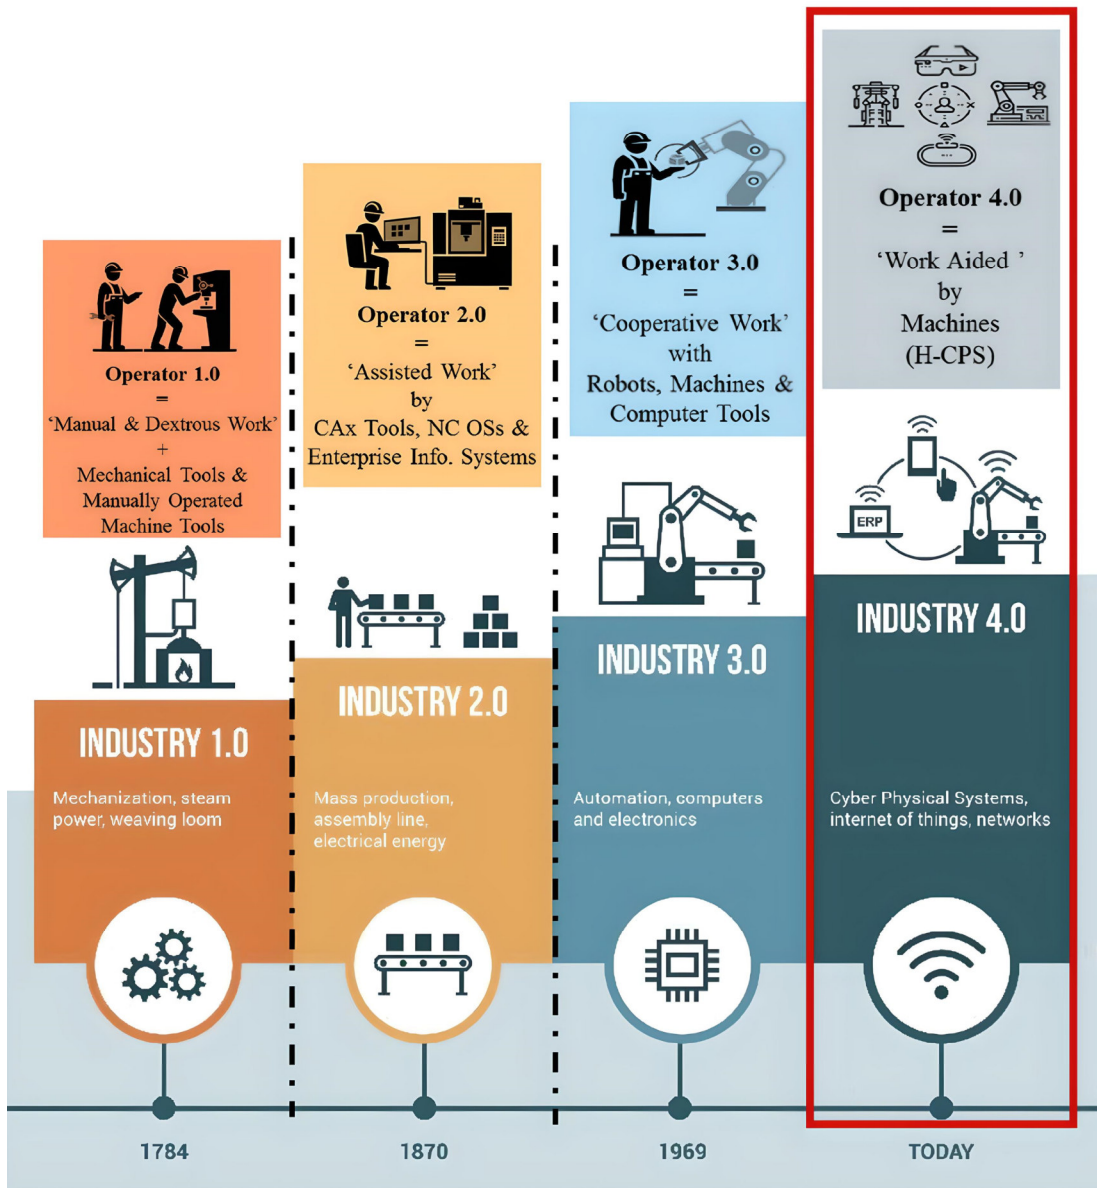 Operator 1.0
=
‘Manual & Dextrous Work’
+
Mechanical Tools &
Manually Operated
Machine Tools
INDUSTRY 1.0
Mechanization, steam
power, weaving loom
1784
Operator 2.0
=
‘Assisted Work’
by
CAx Tools, NC OSs &
Enterprise Info. Systems
INDUSTRY 2.0
Mass production,
assembly line,
electrical energy
1870
Operator 3.0
=
‘Cooperative Work’
with
Robots, Machines &
Computer Tools
INDUSTRY 3.0
Automation, computers
and electronics
1969
Operator 4.0
=
‘Work Aided ’
by
Machines
(H-CPS)
ERP
INDUSTRY 4.0
Cyber Physical Systems,
internet of things, networks
TODAY